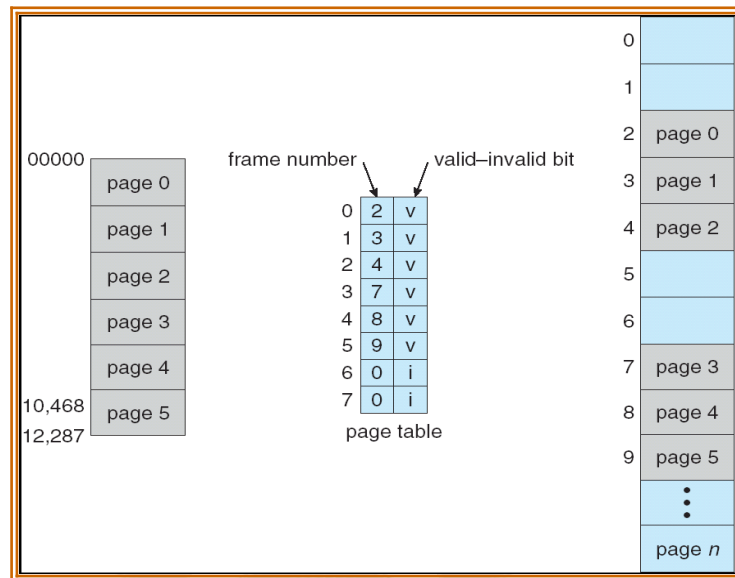 00000
page 0
page 1
page 2
page 3
page 4
page 5
10,468
12,287
frame number
valid–invalid bit
0 2 v
1 3 v
2 4 v
3 7 v
4 8 v
5 9 v
6 0 i
7 0 i
page table
0
1
2 page 0
3 page 1
4 page 2
5
6
7 page 3
8 page 4
9 page 5
page n